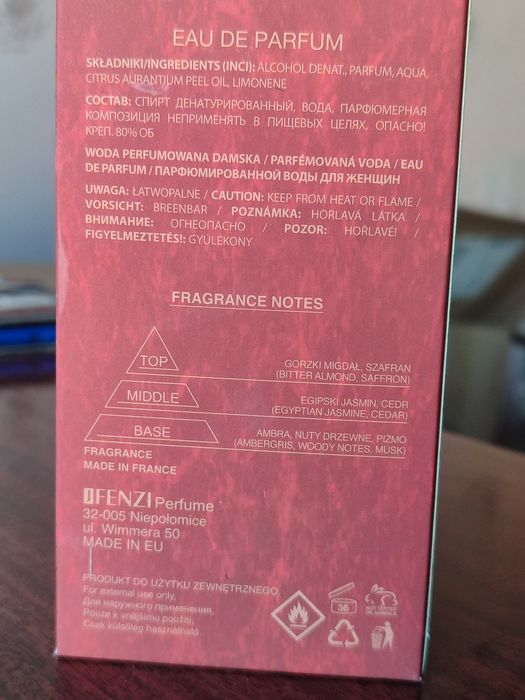 EAU DE PARFUM
SKŁADNIKI/INGREDIENTS (INCI): ALCOHOL DENAT., PARFUM, AQUA,
CITRUS AURANTIUM PEEL OIL, LIMONENE
СОСТАВ: СПИРТ ДЕНАТУРИРОВАННЫЙ, ВОДА, ПАРФЮМЕРНАЯ
КОМПОЗИЦИЯ НЕПРИМЕНЯТЬ В ПИЩЕВЫХ ЦЕЛЯХ, ОПАСНО!
КРЕП. 80% ОБ
WODA PERFUMOWANA DAMSKA / PARFÉMOVANÁ VODA / EAU
DE PARFUM / ПАРФЮМИРОВАННОЙ ВОДЫ ДЛЯ ЖЕНЩИН
UWAGA: ŁATWOPALNE / CAUTION: KEEP FROM HEAT OR FLAME /
VORSICHT: BREENBAR / POZNÁMKA: HORLAVÁ LÁTKA /
ВНИМАНИЕ: ОГНЕОПАСНО / POZOR: HOŘLAVÉ! /
FIGYELMEZTETÉS!: GYÚLÉKONY
FRAGRANCE NOTES
TOP
GORZKI MIGDAŁ, SZAFRAN
(BITTER ALMOND, SAFFRON)
MIDDLE
EGIPSKI JAŚMIN, CEDR
(EGYPTIAN JASMINE, CEDAR)
BASE
AMBRA, NUTY DRZEWNE, PIŻMO
(AMBERGRIS, WOODY NOTES, MUSK)
FRAGRANCE
MADE IN FRANCE
JFENZI Perfume
32-005 Niepołomice
ul. Wimmera 50
MADE IN EU
PRODUKT DO UŻYTKU ZEWNĘTRZNEGO.
For external use only,
Для наружного применения,
Pouze k vnějšímu použití,
Csak külsőleg használható.
36
NOT TESTED
ON ANIMALS